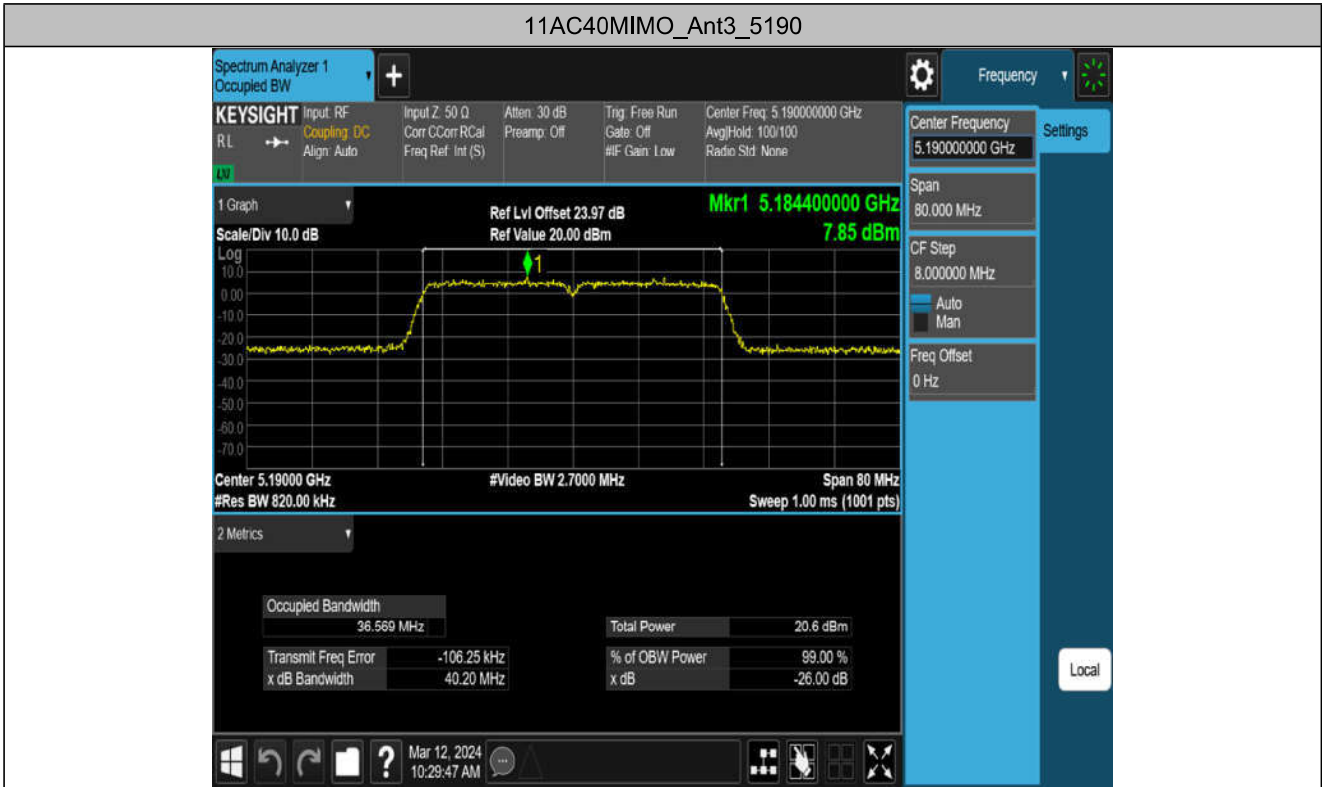 11AC40MIMO_Ant3_5190
Spectrum Analyzer 1
Occupied BW
+
Frequency
KEYSIGHT
RL
LXI
Input: RF
Coupling: DC
Align: Auto
Input Z: 50 Ω
Corr CCorr RCal
Freq Ref: Int (S)
Atten: 30 dB
Preamp: Off
Trig: Free Run
Gate: Off
#IF Gain: Low
Center Freq: 5.190000000 GHz
Avg|Hold: 100/100
Radio Std: None
Center Frequency
5.190000000 GHz
Settings
Span
80.000 MHz
CF Step
8.000000 MHz
Auto
Man
Freq Offset
0 Hz
Local
1 Graph
Scale/Div 10.0 dB
Ref Lvl Offset 23.97 dB
Ref Value 20.00 dBm
Mkr1 5.184400000 GHz
7.85 dBm
Log
10.0
0.00
-10.0
-20.0
-30.0
-40.0
-50.0
-60.0
-70.0
1
Center 5.19000 GHz
#Res BW 820.00 kHz
#Video BW 2.7000 MHz
Span 80 MHz
Sweep 1.00 ms (1001 pts)
2 Metrics
Occupied Bandwidth
36.569 MHz
Total Power 20.6 dBm
Transmit Freq Error -106.25 kHz
% of OBW Power 99.00 %
x dB Bandwidth 40.20 MHz
x dB -26.00 dB
?
Mar 12, 2024
10:29:47 AM